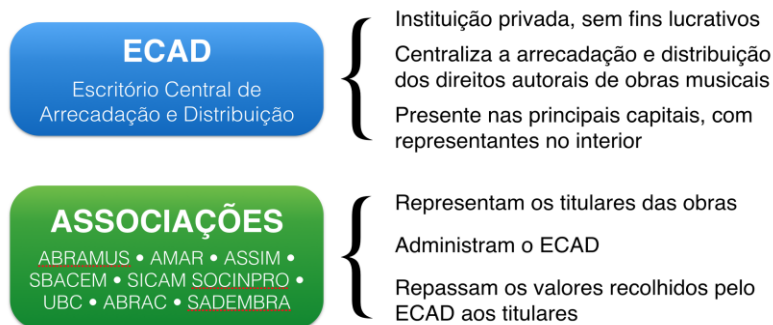 ECAD
Escritório Central de
Arrecadação e Distribuição
Instituição privada, sem fins lucrativos
Centraliza a arrecadação e distribuição
dos direitos autorais de obras musicais
Presente nas principais capitais, com
representantes no interior
ASSOCIAÇÕES
ABRAMUS • AMAR • ASSIM •
SBACEM • SICAM SOCINPRO •
UBC • ABRAC • SADEMBRA
Representam os titulares das obras
Administram o ECAD
Repassam os valores recolhidos pelo
ECAD aos titulares